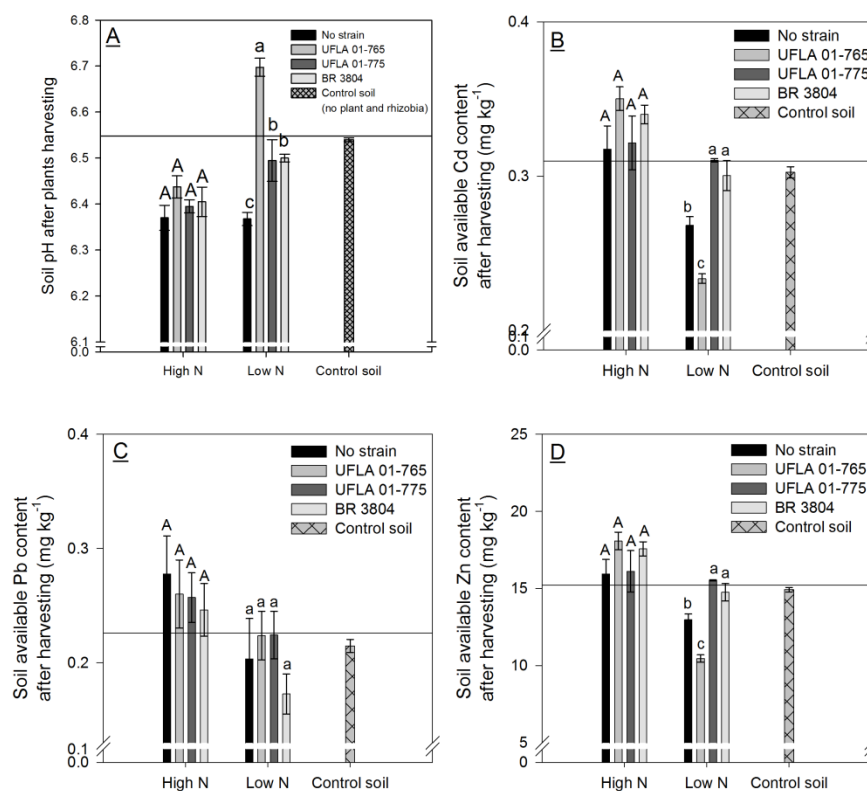 A
No strain
UFLA 01-765
UFLA 01-775
BR 3804
Control soil
(no plant and rhizobia)
Soil pH after plants harvesting
6.8
6.7
6.6
6.5
6.4
6.3
6.2
6.1
0.0
A
A
A
A
c
a
b
b
High N
Low N
Control soil
B
No strain
UFLA 01-765
UFLA 01-775
BR 3804
Control soil
Soil available Cd content
after harvesting (mg kg-1)
0.4
0.3
0.2
0.1
0.0
A
A
A
A
b
c
a
a
High N
Low N
Control soil
C
No strain
UFLA 01-765
UFLA 01-775
BR 3804
Control soil
Soil available Pb content
after harvesting (mg kg-1)
0.4
0.3
0.2
0.1
0.0
A
A
A
A
a
a
a
a
High N
Low N
Control soil
D
No strain
UFLA 01-765
UFLA 01-775
BR 3804
Control soil
Soil available Zn content
after harvesting (mg kg-1)
25
20
15
10
5
0
A
A
A
A
b
c
a
a
High N
Low N
Control soil